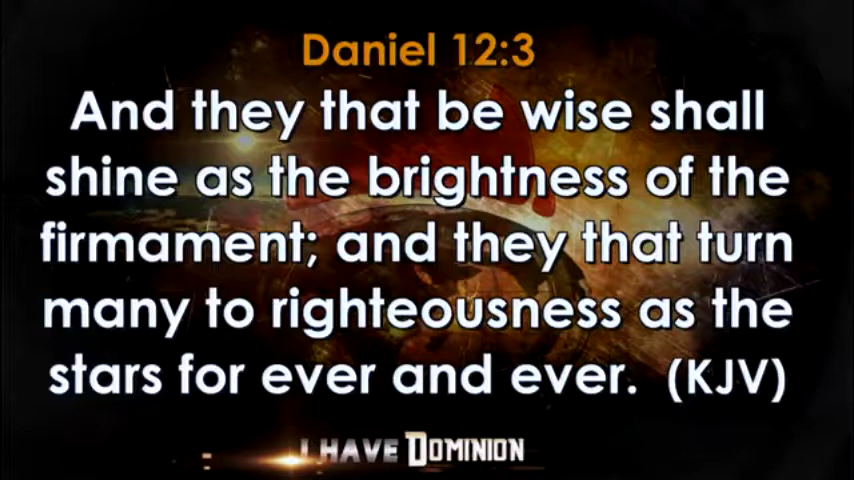 Daniel 12:3
And they that be wise shall
shine as the brightness of the
firmament; and they that turn
many to righteousness as the
stars for ever and ever. (KJV)
I HAVE DOMINION